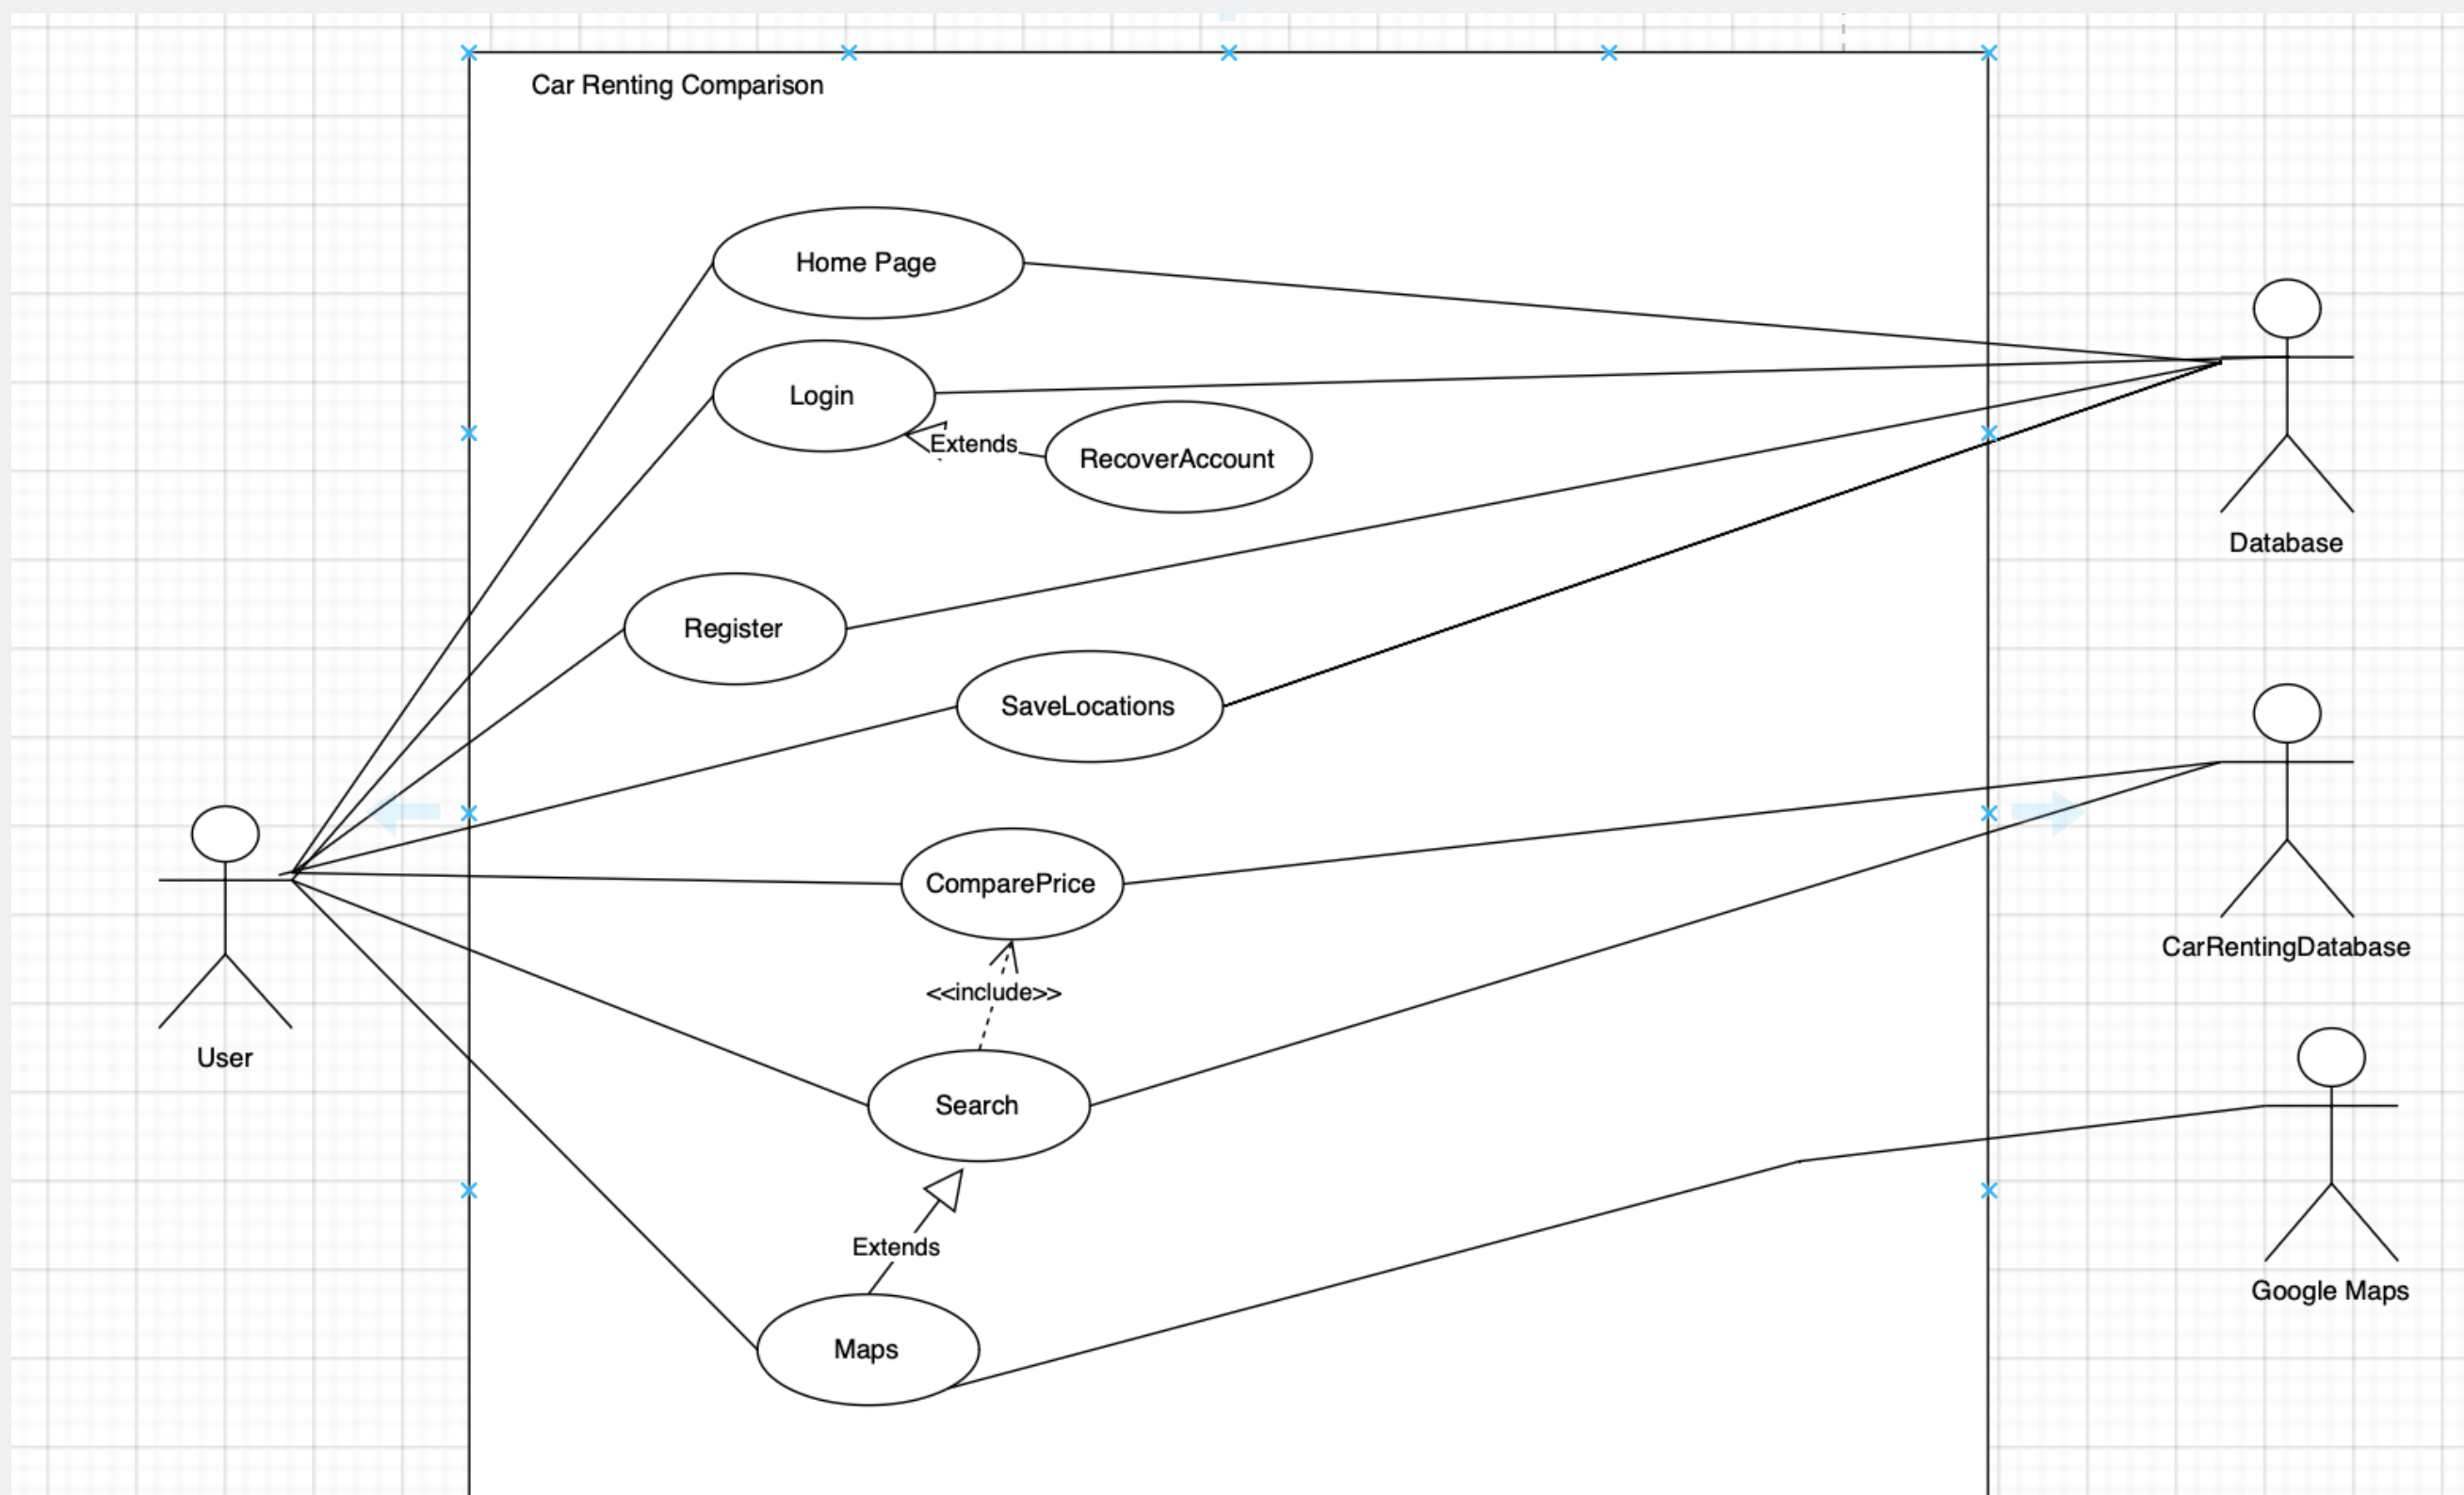 Car Renting Comparison
Home Page
Login
Extends
RecoverAccount
Database
Register
SaveLocations
ComparePrice
CarRentingDatabase
<<include>>
User
Search
Extends
Google Maps
Maps